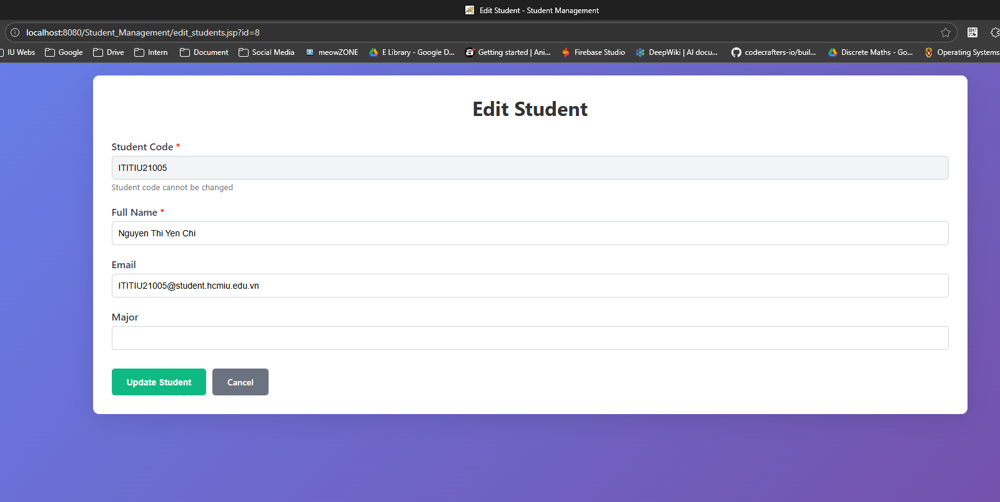 Edit Student - Student Management
localhost:8080/Student_Management/edit_students.jsp?id=8
IU Webs Google Drive Intern Document Social Media meowZONE E Library - Google D... Getting started | Ani... Firebase Studio DeepWiki | AI docu... codecrafters-io/buil... Discrete Maths - Go... Operating Systems
Edit Student
Student Code *
ITITIU21005
Student code cannot be changed
Full Name *
Nguyen Thi Yen Chi
Email
ITITIU21005@student.hcmiu.edu.vn
Major
Update Student Cancel